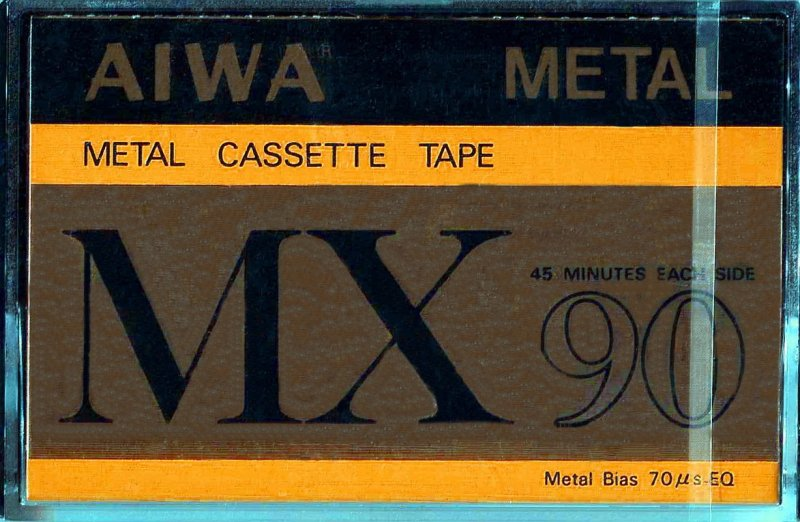 AIWA METAL
METAL CASSETTE TAPE
45 MINUTES EACH SIDE
MX 90
Metal Bias 70μs-EQ